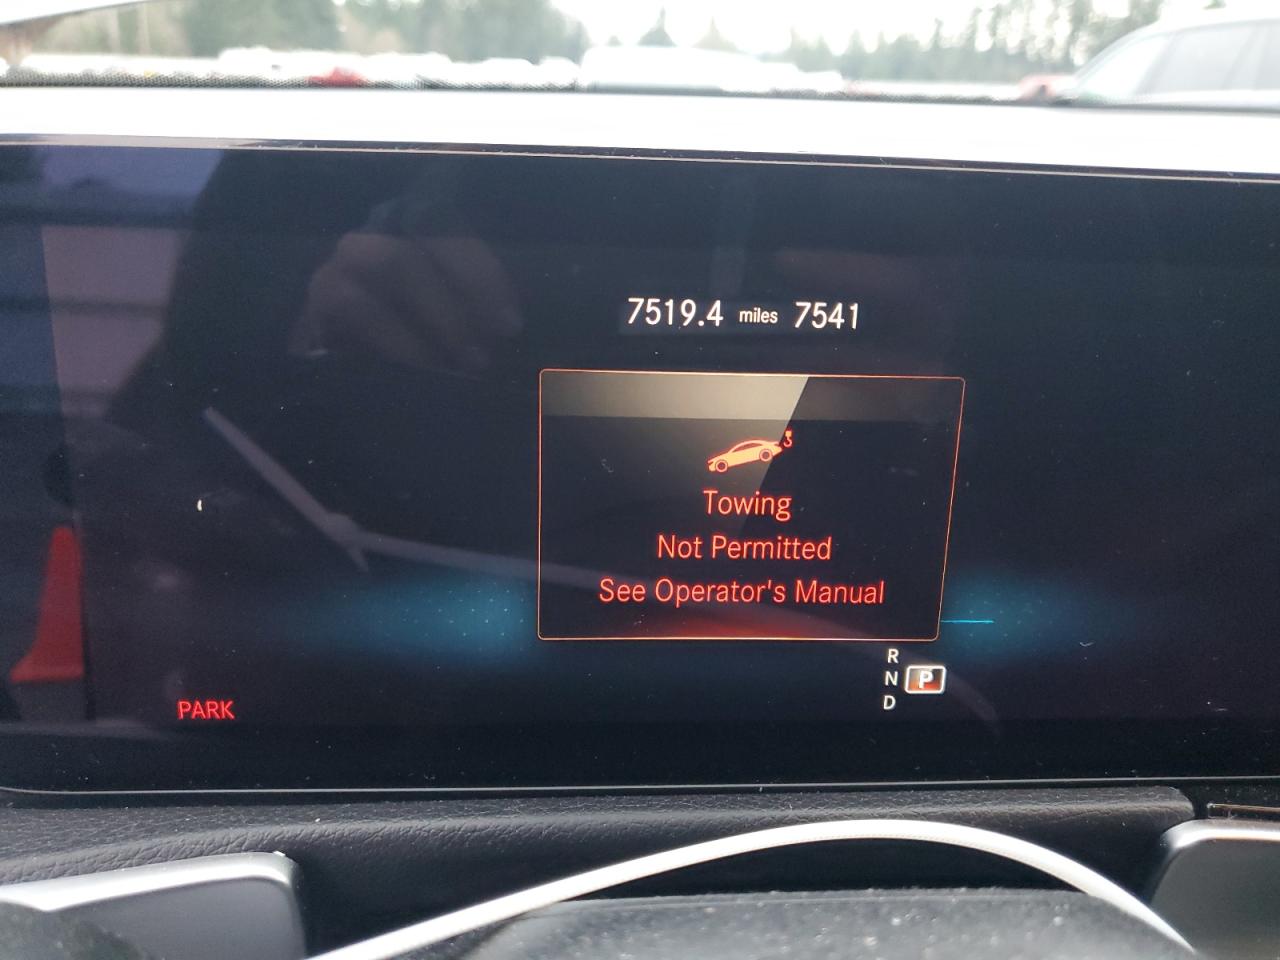 7519.4 miles 7541
Towing
Not Permitted
See Operator's Manual
R
N P
D
PARK